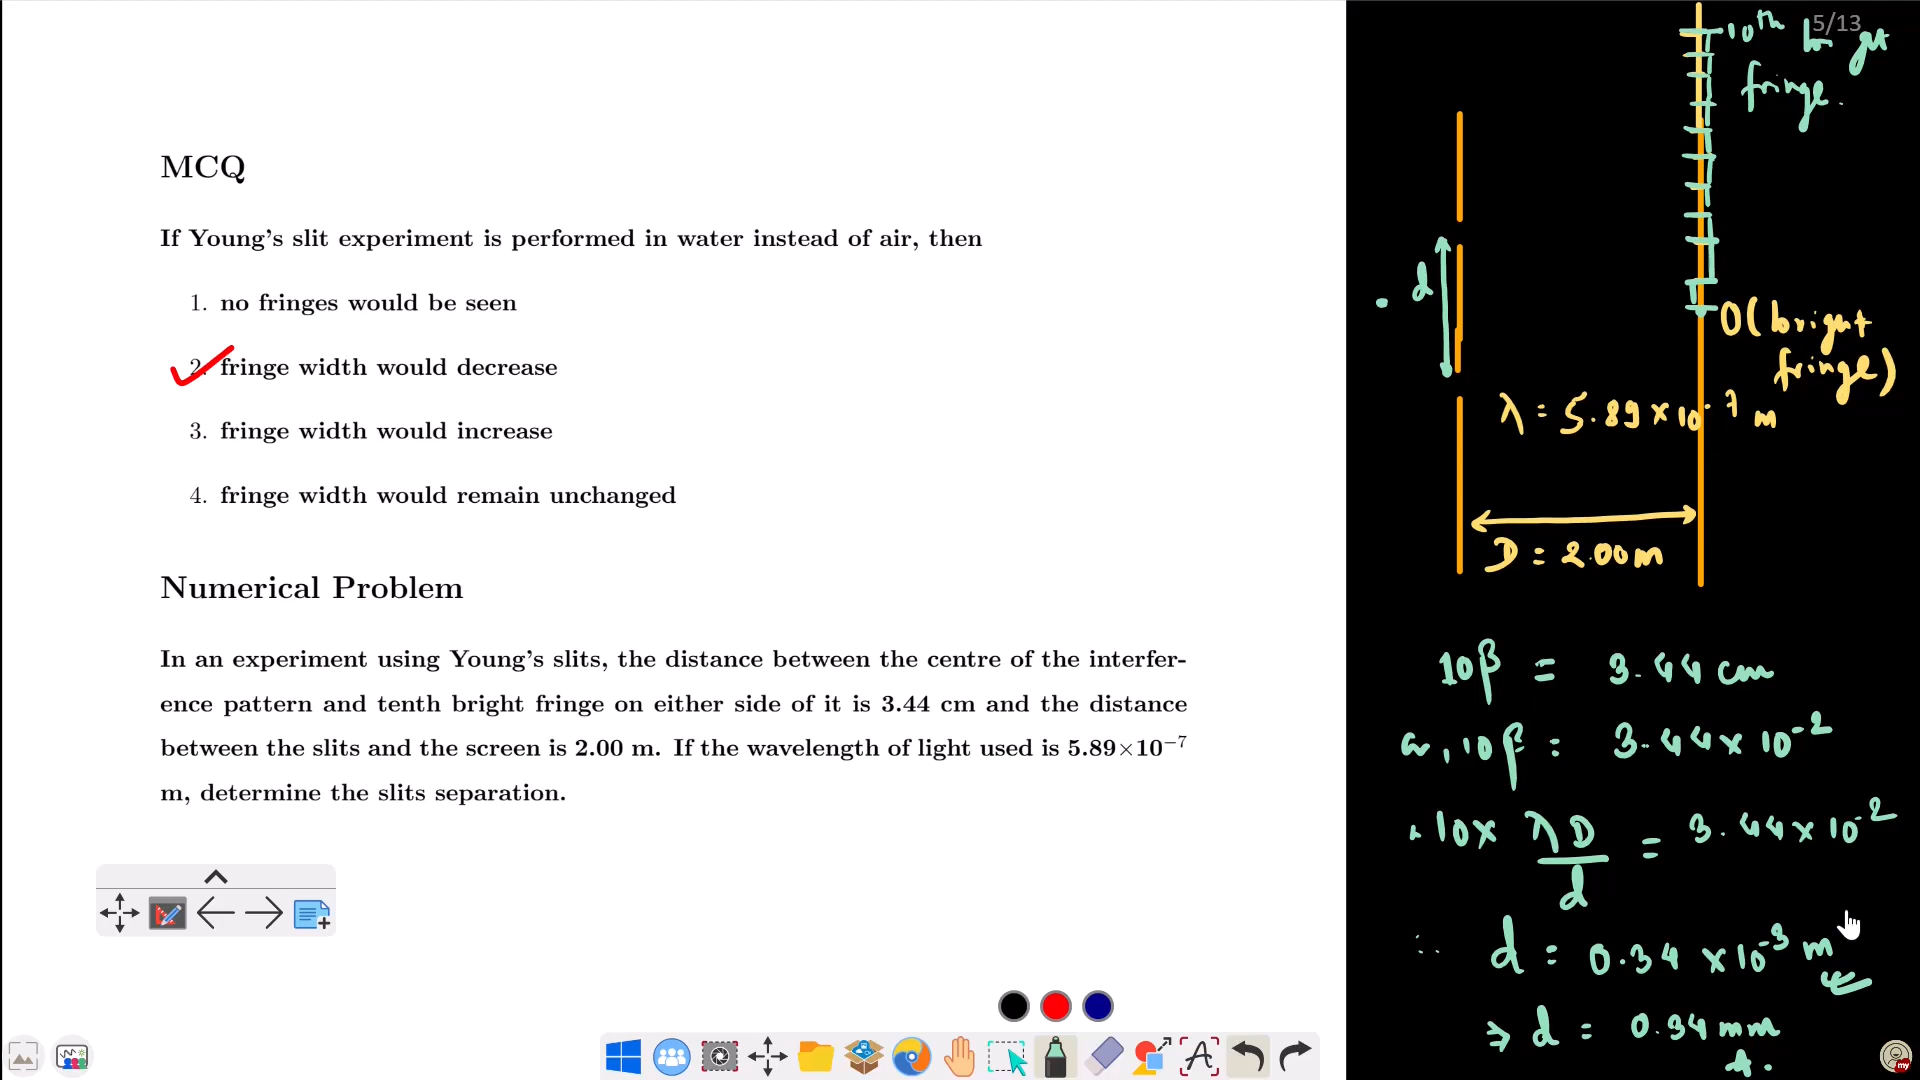 MCQ
If Young's slit experiment is performed in water instead of air, then
1. no fringes would be seen
2. fringe width would decrease
3. fringe width would increase
4. fringe width would remain unchanged
Numerical Problem
In an experiment using Young's slits, the distance between the centre of the interfer-
ence pattern and tenth bright fringe on either side of it is 3.44 cm and the distance
between the slits and the screen is 2.00 m. If the wavelength of light used is 5.89×10⁻⁷
m, determine the slits separation.
5/13
10th
fringe.
d
O(bright
fringe)
λ = 5.89 × 10⁻⁷ m
D = 2.00m
10β = 3.44 cm
10β = 3.44 × 10⁻²
10× λD/d = 3.44 × 10⁻²
∴ d = 0.34 × 10⁻³ m
⇒ d = 0.34 mm
A
my